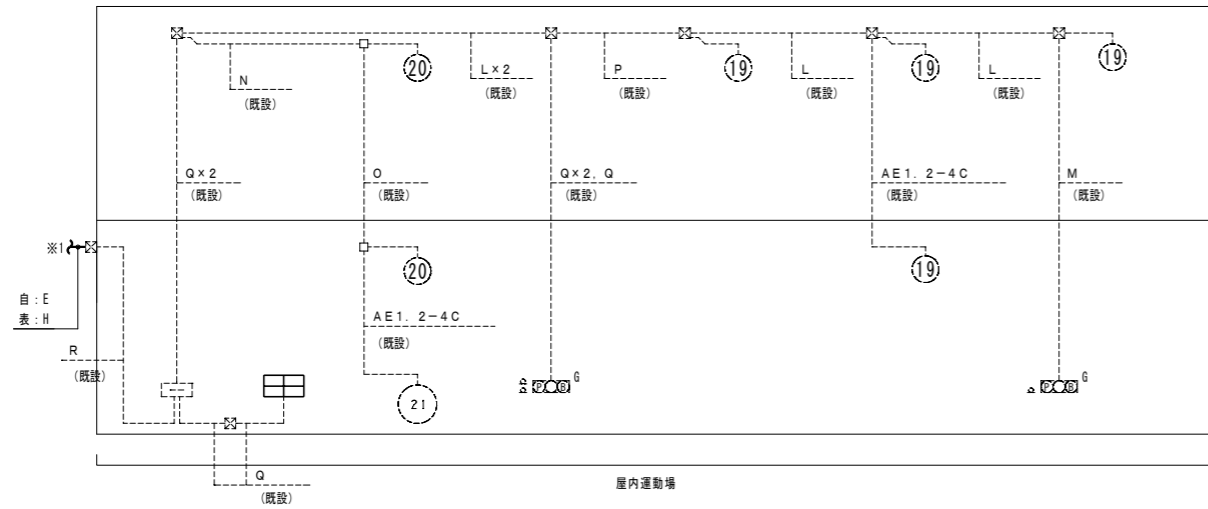 ⑳
⑲
⑲
⑲
N
(既設)
L×2
(既設)
P
(既設)
L
(既設)
L
(既設)
Q×2
(既設)
O
(既設)
Q×2, Q
(既設)
AE1. 2-4C
(既設)
M
(既設)
※1
⑳
⑲
自:E
表:H
AE1. 2-4C
(既設)
R
(既設)
21
P B G
P B G
Q
(既設)
屋内運動場